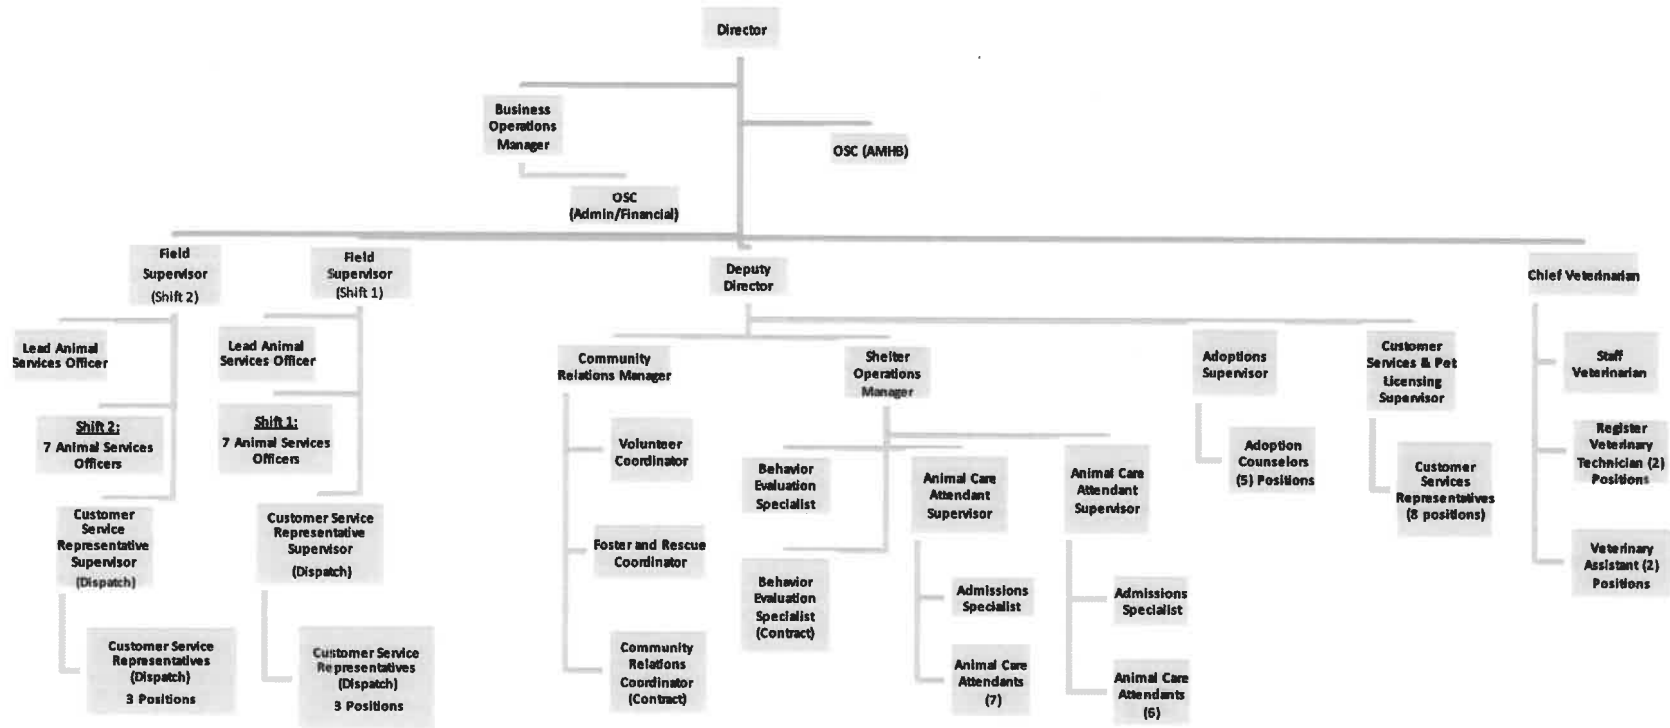 Director
Business
Operations
Manager
OSC (AMHB)
OSC
(Admin/Financial)
Field
Supervisor
(Shift 2)
Field
Supervisor
(Shift 1)
Deputy
Director
Chief Veterinarian
Lead Animal
Services Officer
Lead Animal
Services Officer
Shift 2:
7 Animal Services
Officers
Shift 1:
7 Animal Services
Officers
Customer
Service
Representative
Supervisor
(Dispatch)
Customer Service
Representative
Supervisor
(Dispatch)
Customer Service
Representatives
(Dispatch)
3 Positions
Customer Service
Representatives
(Dispatch)
3 Positions
Community
Relations Manager
Volunteer
Coordinator
Foster and Rescue
Coordinator
Community
Relations
Coordinator
(Contract)
Shelter
Operations
Manager
Behavior
Evaluation
Specialist
Behavior
Evaluation
Specialist
(Contract)
Animal Care
Attendant
Supervisor
Admissions
Specialist
Animal Care
Attendants
(7)
Animal Care
Attendant
Supervisor
Admissions
Specialist
Animal Care
Attendants
(6)
Adoptions
Supervisor
Adoption
Counselors
(5) Positions
Customer
Services & Pet
Licensing
Supervisor
Customer
Services
Representatives
(8 positions)
Staff
Veterinarian
Register
Veterinary
Technician (2)
Positions
Veterinary
Assistant (2)
Positions